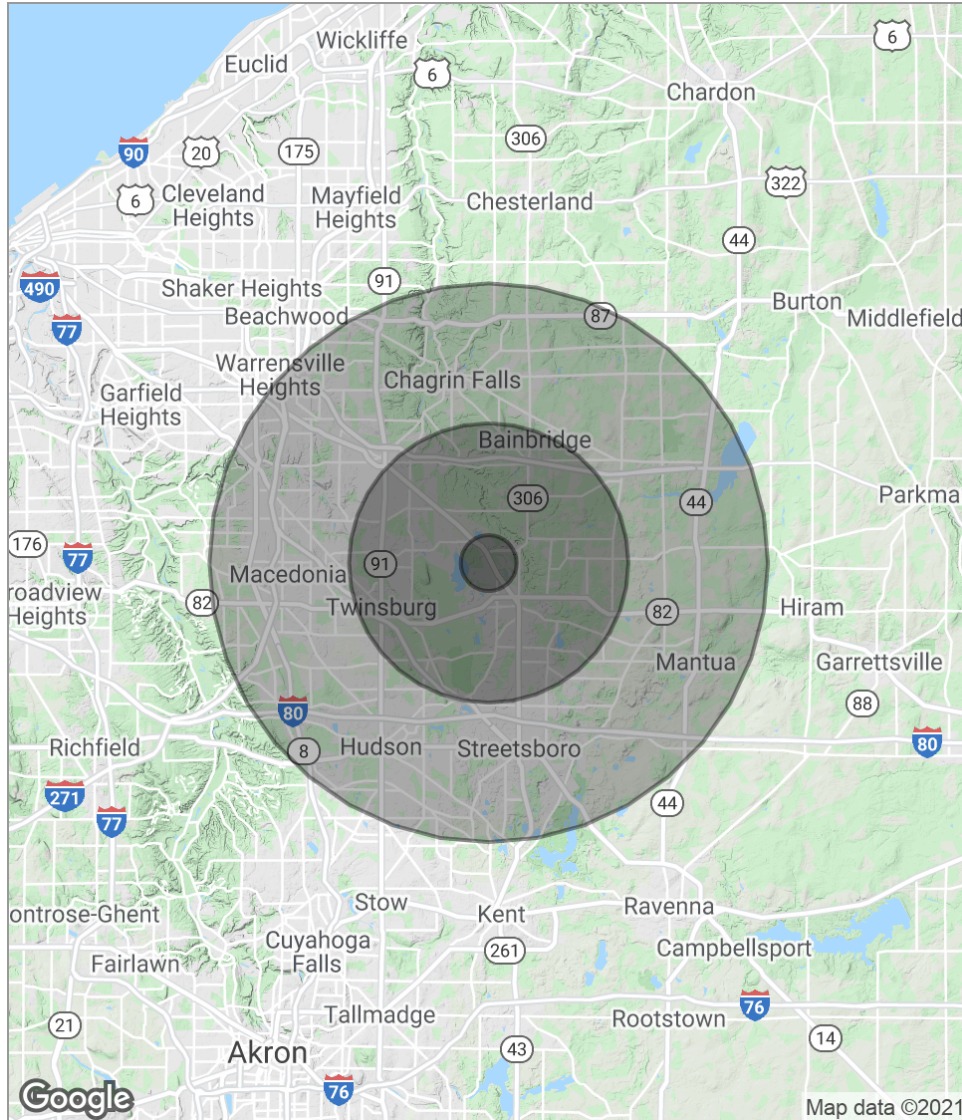 Wickliffe
6
Euclid
6
Chardon
90
20
175
306
322
Cleveland
Heights
6
Mayfield
Heights
Chesterland
44
490
91
Shaker Heights
77
Beachwood
87
Burton
Middlefield
Warrensville
Heights
Garfield
Heights
Chagrin Falls
Bainbridge
306
44
Parkma
176
77
91
Macedonia
roadview
Heights
82
Twinsburg
82
Hiram
Mantua
Garrettsville
80
88
80
Richfield
8
Hudson
Streetsboro
271
77
44
Stow
ontrose-Ghent
Kent
Ravenna
Cuyahoga
Falls
261
Campbellsport
Fairlawn
76
21
Tallmadge
Rootstown
14
Akron
43
76
Google
Map data ©2021